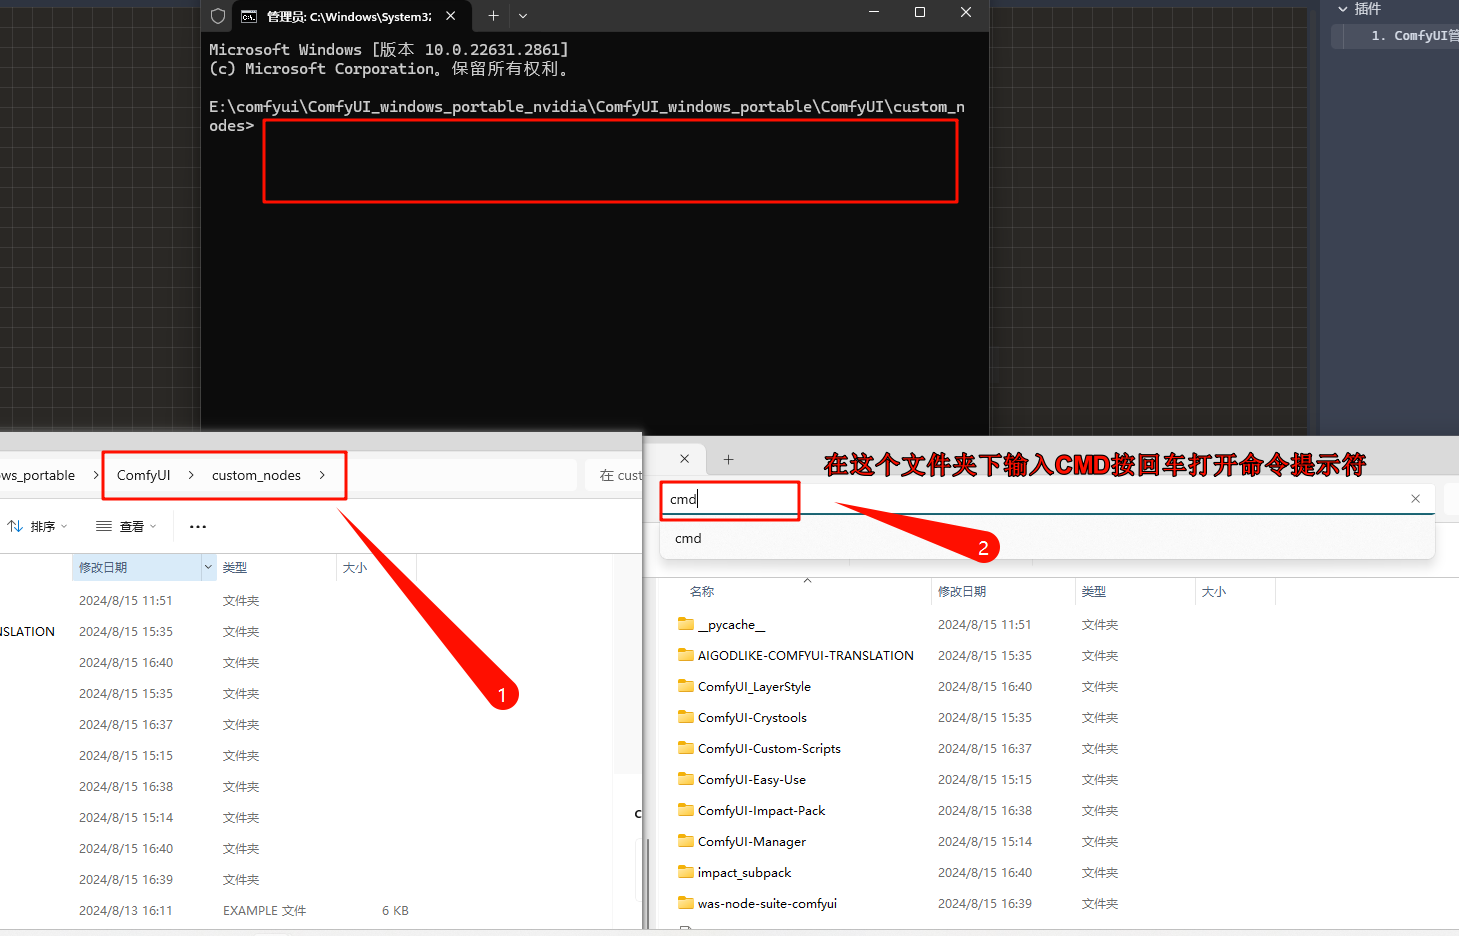 管理员: C:\Windows\System32
插件
1. ComfyUI管
Microsoft Windows [版本 10.0.22631.2861]
(c) Microsoft Corporation。保留所有权利。
E:\comfyui\ComfyUI_windows_portable_nvidia\ComfyUI_windows_portable\ComfyUI\custom_n
odes>
ws_portable > ComfyUI > custom_nodes >
在 cust
排序 查看 ...
修改日期 类型 大小
2024/8/15 11:51 文件夹
NSLATION 2024/8/15 15:35 文件夹
2024/8/15 16:40 文件夹
2024/8/15 15:35 文件夹
2024/8/15 16:37 文件夹
2024/8/15 15:15 文件夹
2024/8/15 16:38 文件夹
2024/8/15 15:14 文件夹
2024/8/15 16:40 文件夹
2024/8/15 16:39 文件夹
2024/8/13 16:11 EXAMPLE 文件 6 KB
1
在这个文件夹下输入CMD按回车打开命令提示符
cmd
cmd
2
名称 修改日期 类型 大小
__pycache__ 2024/8/15 11:51 文件夹
AIGODLIKE-COMFYUI-TRANSLATION 2024/8/15 15:35 文件夹
ComfyUI_LayerStyle 2024/8/15 16:40 文件夹
ComfyUI-Crystools 2024/8/15 15:35 文件夹
ComfyUI-Custom-Scripts 2024/8/15 16:37 文件夹
ComfyUI-Easy-Use 2024/8/15 15:15 文件夹
ComfyUI-Impact-Pack 2024/8/15 16:38 文件夹
ComfyUI-Manager 2024/8/15 15:14 文件夹
impact_subpack 2024/8/15 16:40 文件夹
was-node-suite-comfyui 2024/8/15 16:39 文件夹